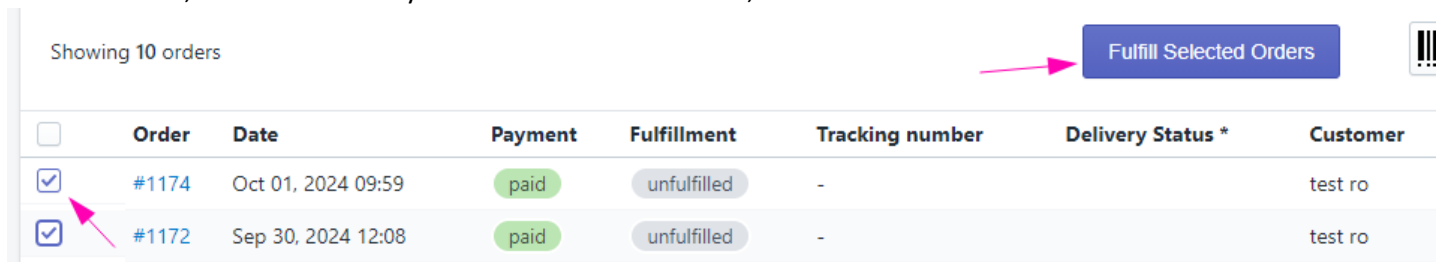 Showing 10 orders
Fulfill Selected Orders
Order Date Payment Fulfillment Tracking number Delivery Status * Customer
#1174 Oct 01, 2024 09:59 paid unfulfilled - test ro
#1172 Sep 30, 2024 12:08 paid unfulfilled - test ro